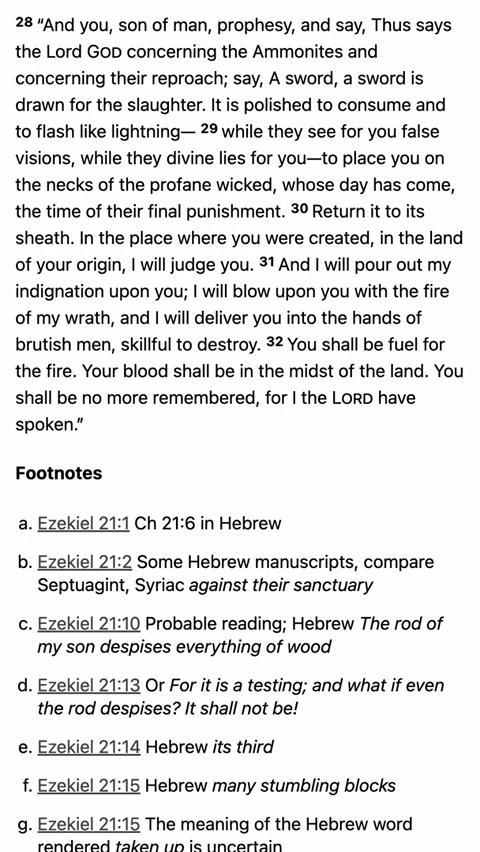 28 “And you, son of man, prophesy, and say, Thus says
the Lord GOD concerning the Ammonites and
concerning their reproach; say, A sword, a sword is
drawn for the slaughter. It is polished to consume and
to flash like lightning— 29 while they see for you false
visions, while they divine lies for you—to place you on
the necks of the profane wicked, whose day has come,
the time of their final punishment. 30 Return it to its
sheath. In the place where you were created, in the land
of your origin, I will judge you. 31 And I will pour out my
indignation upon you; I will blow upon you with the fire
of my wrath, and I will deliver you into the hands of
brutish men, skillful to destroy. 32 You shall be fuel for
the fire. Your blood shall be in the midst of the land. You
shall be no more remembered, for I the LORD have
spoken.”
Footnotes
a. Ezekiel 21:1 Ch 21:6 in Hebrew
b. Ezekiel 21:2 Some Hebrew manuscripts, compare
Septuagint, Syriac against their sanctuary
c. Ezekiel 21:10 Probable reading; Hebrew The rod of
my son despises everything of wood
d. Ezekiel 21:13 Or For it is a testing; and what if even
the rod despises? It shall not be!
e. Ezekiel 21:14 Hebrew its third
f. Ezekiel 21:15 Hebrew many stumbling blocks
g. Ezekiel 21:15 The meaning of the Hebrew word
rendered taken up is uncertain